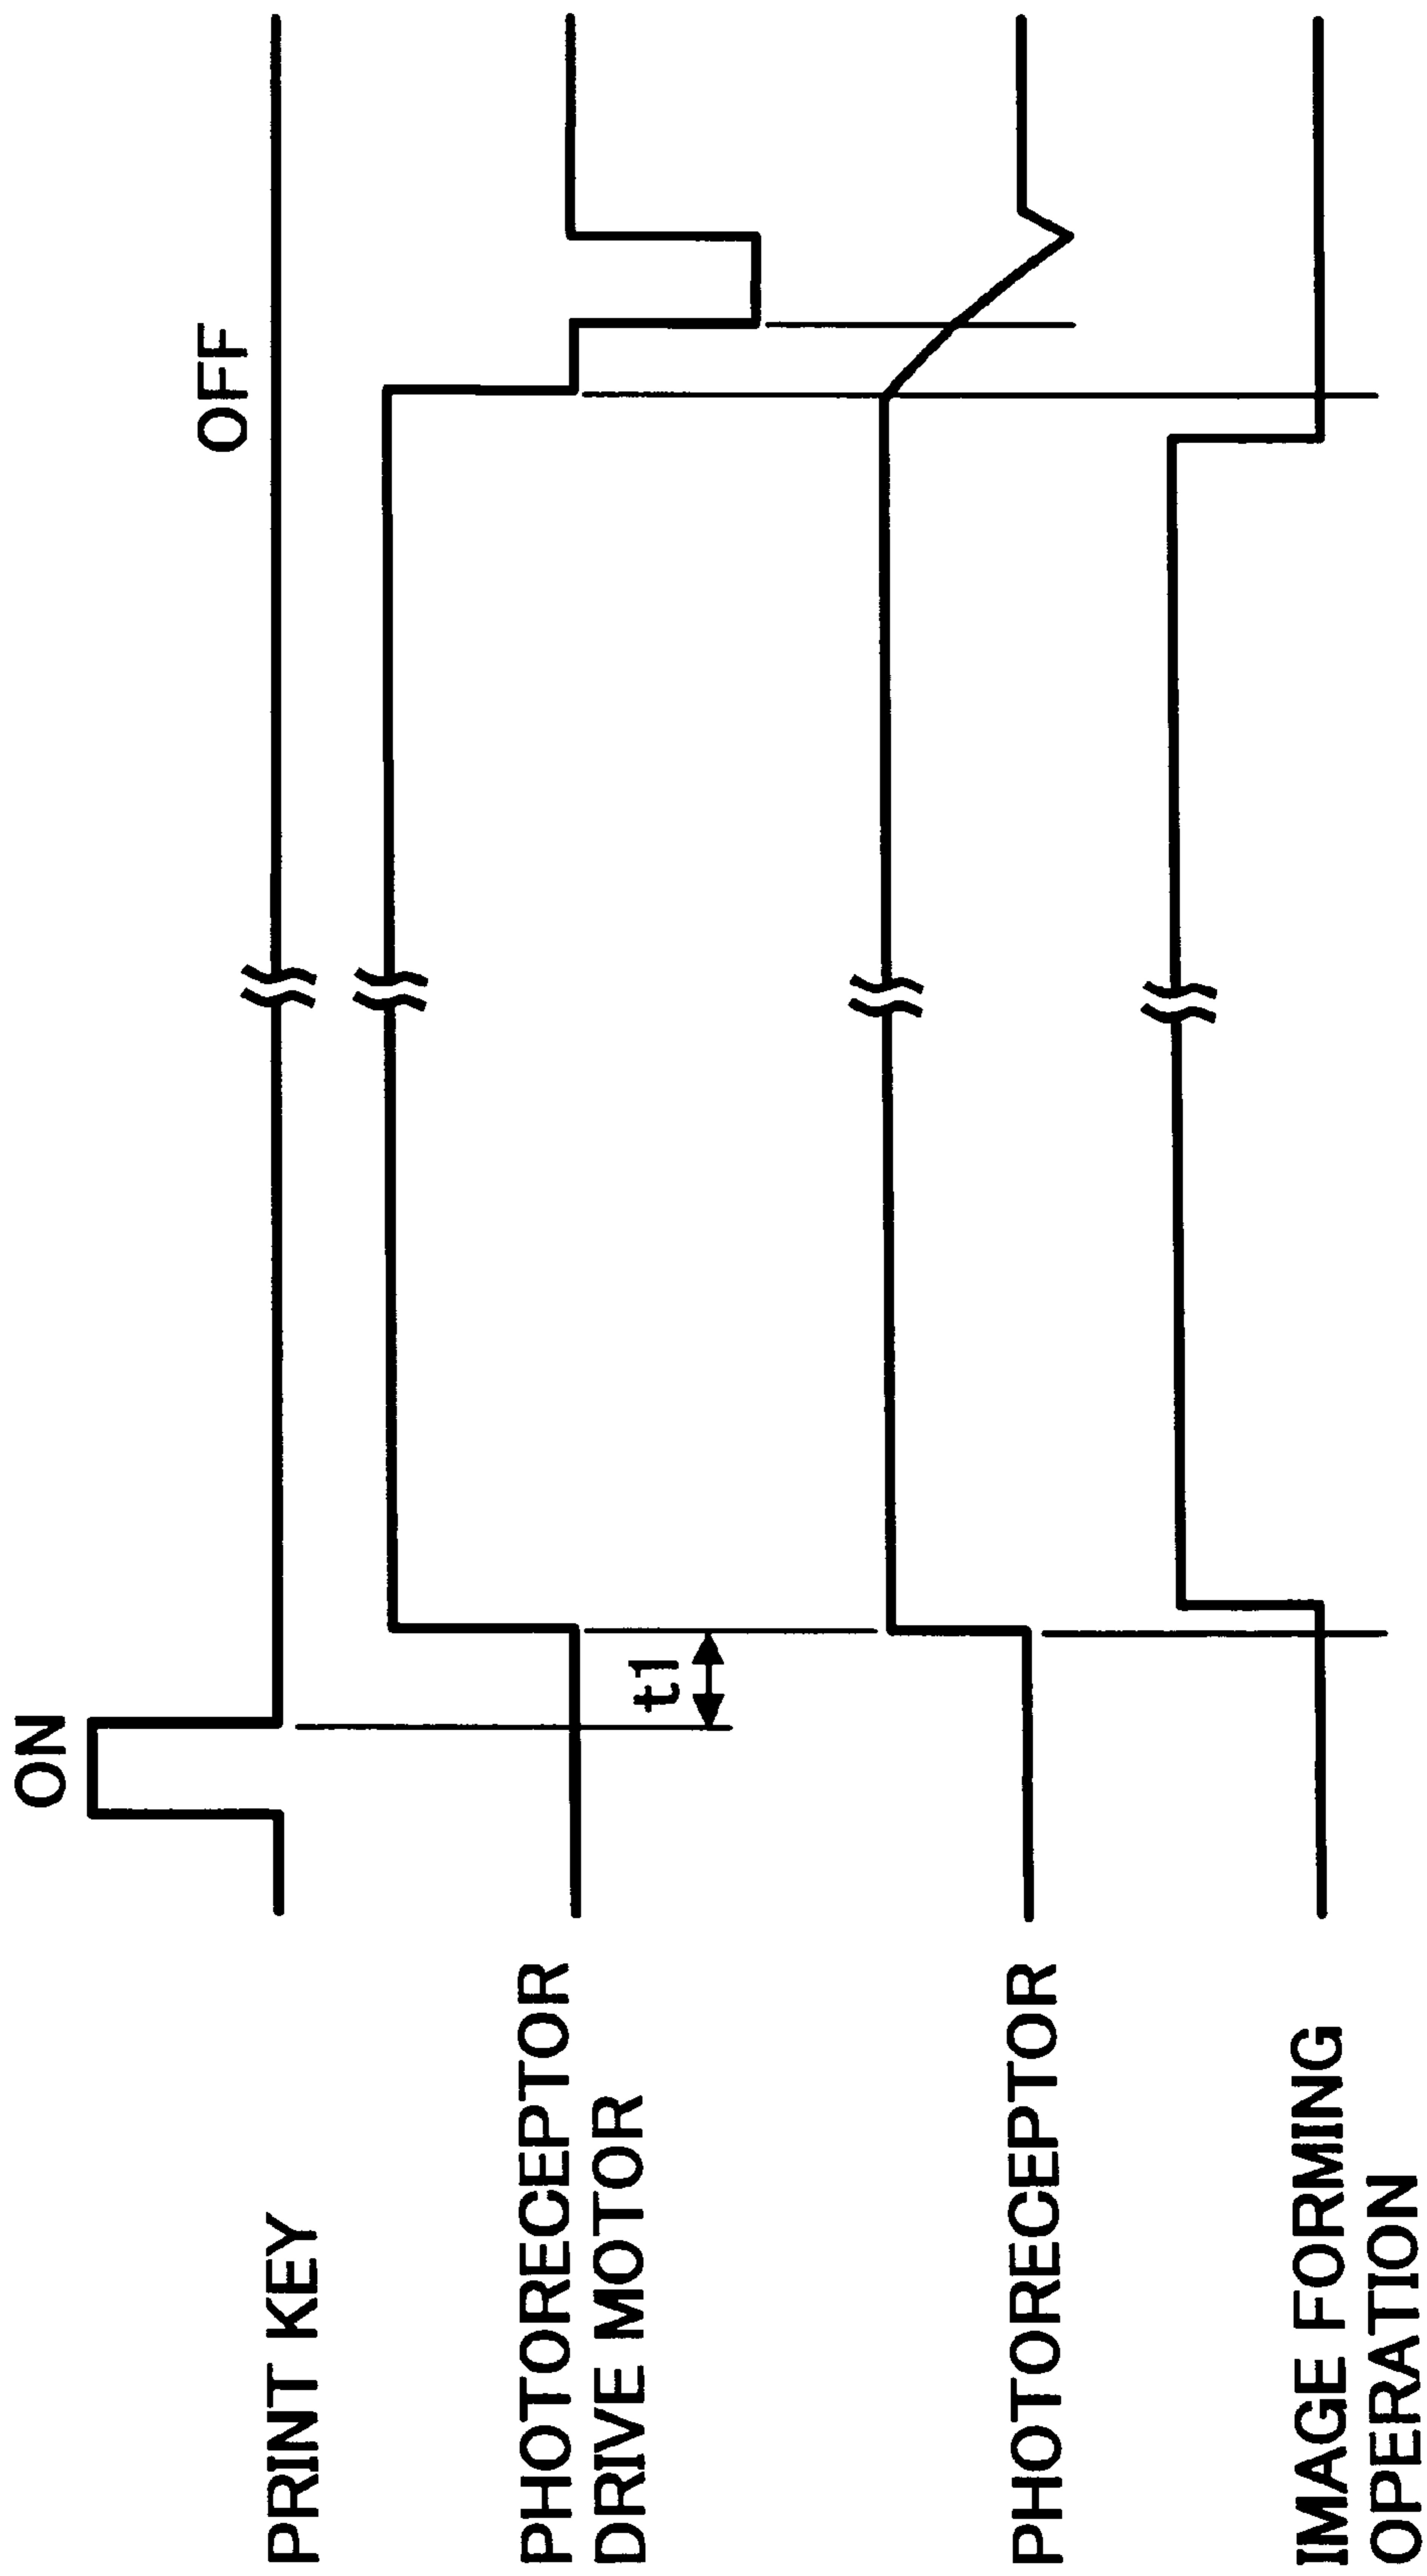 ON
OFF
PRINT KEY
PHOTORECEPTOR
DRIVE MOTOR
t1
PHOTORECEPTOR
IMAGE FORMING
OPERATION